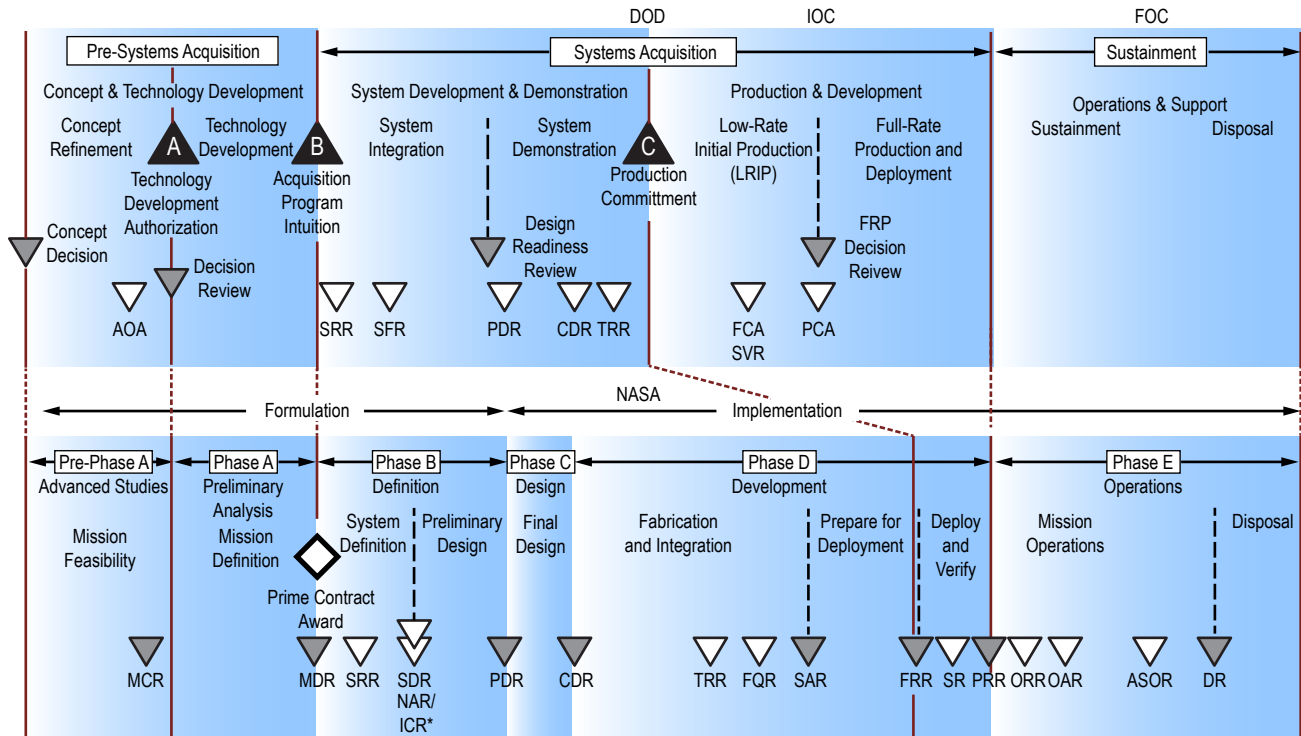 DOD
IOC
FOC
Pre-Systems Acquisition
Systems Acquisition
Sustainment
Concept & Technology Development
System Development & Demonstration
Production & Development
Operations & Support
Sustainment
Disposal
Concept
Refinement
A
Technology
Development
B
System
Integration
System
Demonstration
C
Low-Rate
Initial Production
(LRIP)
Full-Rate
Production and
Deployment
Technology
Development
Authorization
Acquisition
Program
Intuition
Production
Committment
Concept
Decision
Decision
Review
Design
Readiness
Review
FRP
Decision
Reivew
AOA
SRR
SFR
PDR
CDR
TRR
FCA
SVR
PCA
NASA
Formulation
Implementation
Pre-Phase A
Phase A
Phase B
Phase C
Phase D
Phase E
Advanced Studies
Preliminary
Analysis
Definition
Design
Development
Operations
Mission
Feasibility
Mission
Definition
System
Definition
Preliminary
Design
Final
Design
Fabrication
and Integration
Prepare for
Deployment
Deploy
and
Verify
Mission
Operations
Disposal
Prime Contract
Award
MCR
MDR
SRR
SDR
NAR/
ICR*
PDR
CDR
TRR
FQR
SAR
FRR
SR
PRR
ORR
OAR
ASOR
DR